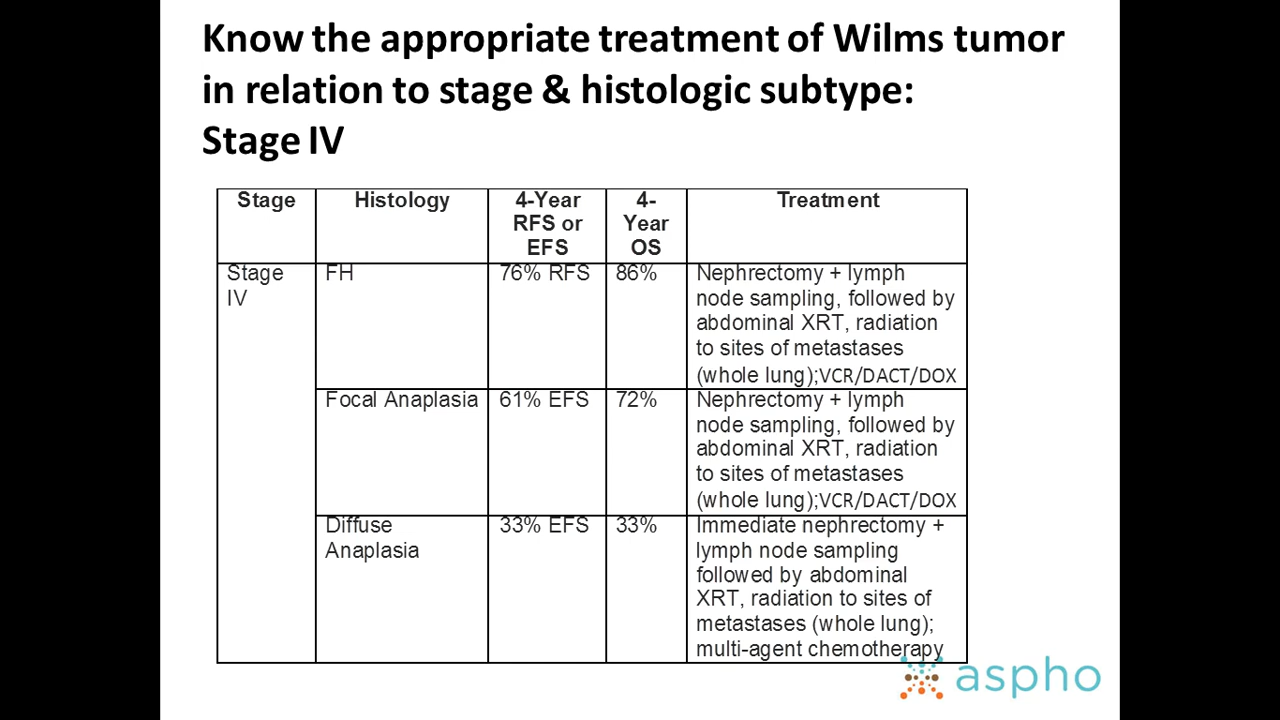 Know the appropriate treatment of Wilms tumor
in relation to stage & histologic subtype:
Stage IV
Stage
Histology
4-Year
RFS or
EFS
4-
Year
OS
Treatment
Stage
IV
FH
76% RFS
86%
Nephrectomy + lymph
node sampling, followed by
abdominal XRT, radiation
to sites of metastases
(whole lung);VCR/DACT/DOX
Focal Anaplasia
61% EFS
72%
Nephrectomy + lymph
node sampling, followed by
abdominal XRT, radiation
to sites of metastases
(whole lung);VCR/DACT/DOX
Diffuse
Anaplasia
33% EFS
33%
Immediate nephrectomy +
lymph node sampling
followed by abdominal
XRT, radiation to sites of
metastases (whole lung);
multi-agent chemotherapy
aspho